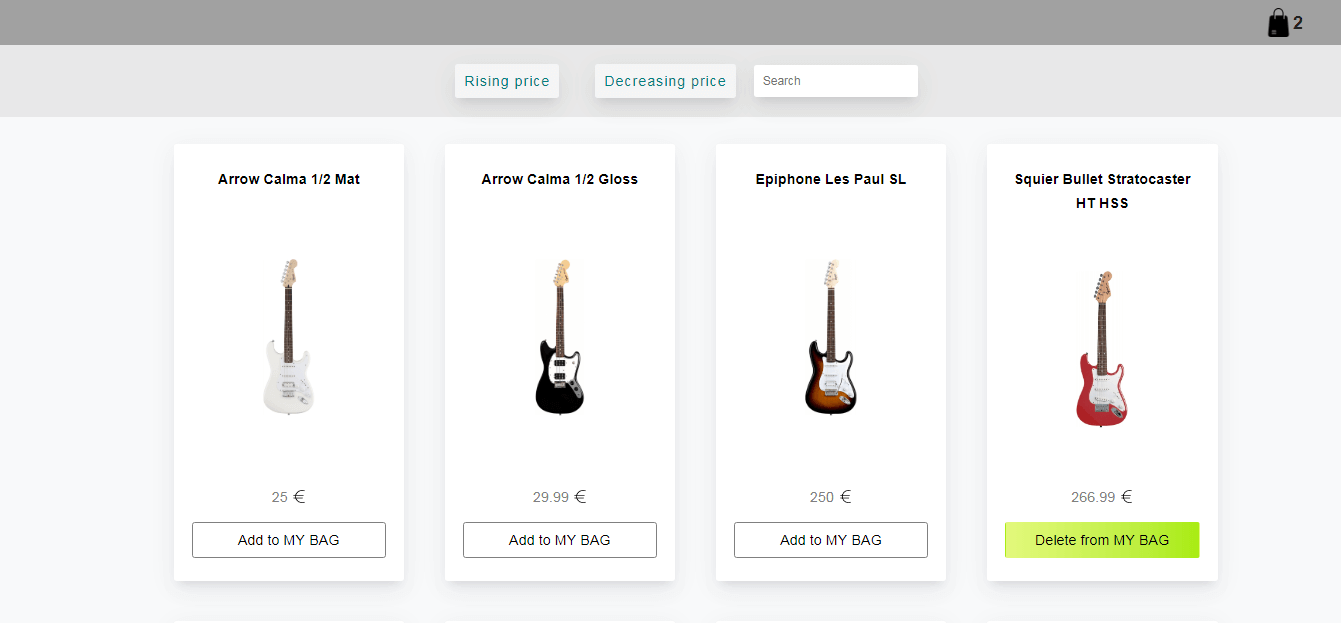 2
Rising price
Decreasing price
Search
Arrow Calma 1/2 Mat
Arrow Calma 1/2 Gloss
Epiphone Les Paul SL
Squier Bullet Stratocaster
HT HSS
25 €
29.99 €
250 €
266.99 €
Add to MY BAG
Add to MY BAG
Add to MY BAG
Delete from MY BAG